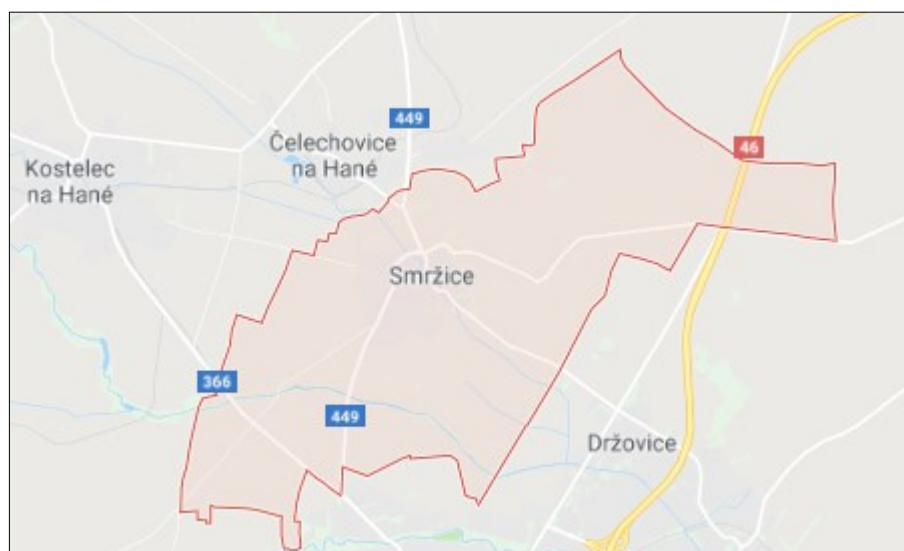 449
Čelechovice
na Hané
46
Kostelec
na Hané
Smržice
366
449
Držovice